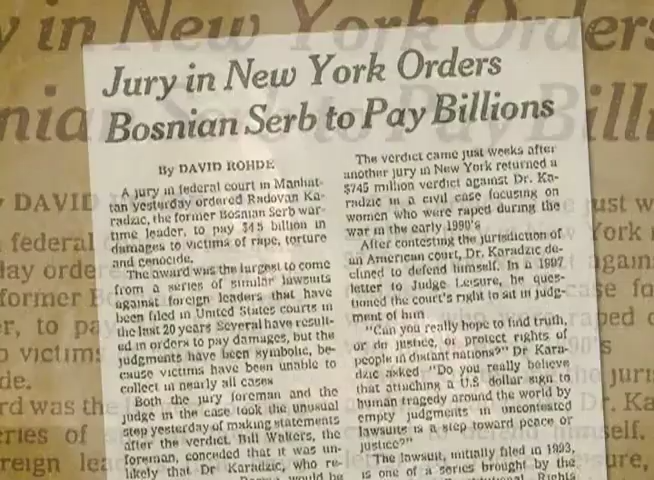 Jury in New York Orders
Bosnian Serb to Pay Billions
By DAVID ROHDE
A jury in federal court in Manhat-
tan yesterday ordered Radovan Ka-
radzic, the former Bosnian Serb war-
time leader, to pay $4.5 billion in
damages to victims of rape, torture
and genocide.
The award was the largest to come
from a series of similar lawsuits
against foreign leaders that have
been filed in United States courts in
the last 20 years Several have result-
ed in orders to pay damages, but the
judgments have been symbolic, be-
cause victims have been unable to
collect in nearly all cases
Both the jury foreman and the
judge in the case took the unusual
step yesterday of making statements
after the verdict. Bill Walters, the
foreman, conceded that it was un-
likely that Dr Karadzic, who re-
would be
The verdict came just weeks after
another jury in New York returned a
$745 million verdict against Dr. Ka-
radzic in a civil case focusing on
women who were raped during the
war in the early 1990's
After contesting the jurisdiction of
an American court, Dr. Karadzic de-
clined to defend himself. In a 1997
letter to Judge Leisure, he ques-
tioned the court's right to sit in judg-
ment of him
"Can you really hope to find truth,
or do justice, or protect rights of
people in distant nations?" Dr Kara-
dzic asked "Do you really believe
that attaching a U.S dollar sign to
human tragedy around the world by
empty judgments in uncontested
lawsuits is a step toward peace or
justice?"
The lawsuit, initially filed in 1993,
is one of a series brought by the
Rights